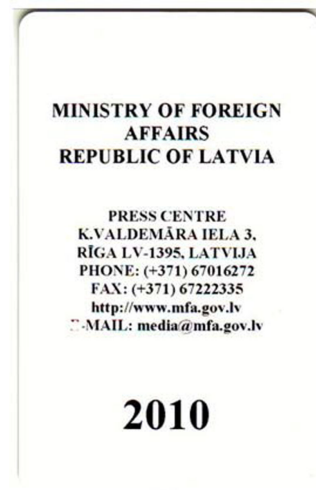 MINISTRY OF FOREIGN
AFFAIRS
REPUBLIC OF LATVIA
PRESS CENTRE
K.VALDEMĀRA IELA 3,
RĪGA LV-1395, LATVIJA
PHONE: (+371) 67016272
FAX: (+371) 67222335
http://www.mfa.gov.lv
E-MAIL: media@mfa.gov.lv
2010